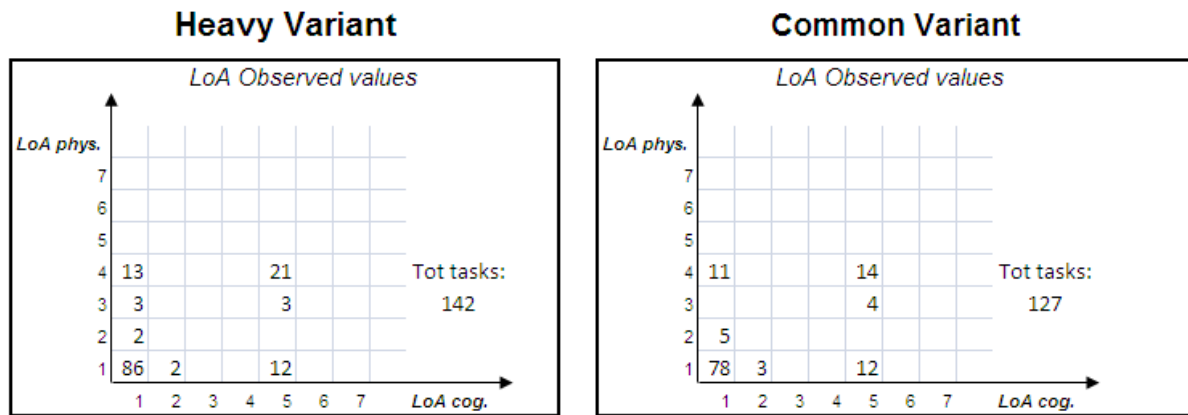 Heavy Variant
LoA Observed values
LoA phys.
7
6
5
4 13 21 Tot tasks:
3 3 3 142
2 2
1 86 2 12
1 2 3 4 5 6 7 LoA cog.
Common Variant
LoA Observed values
LoA phys.
7
6
5
4 11 14 Tot tasks:
3 4 127
2 5
1 78 3 12
1 2 3 4 5 6 7 LoA cog.